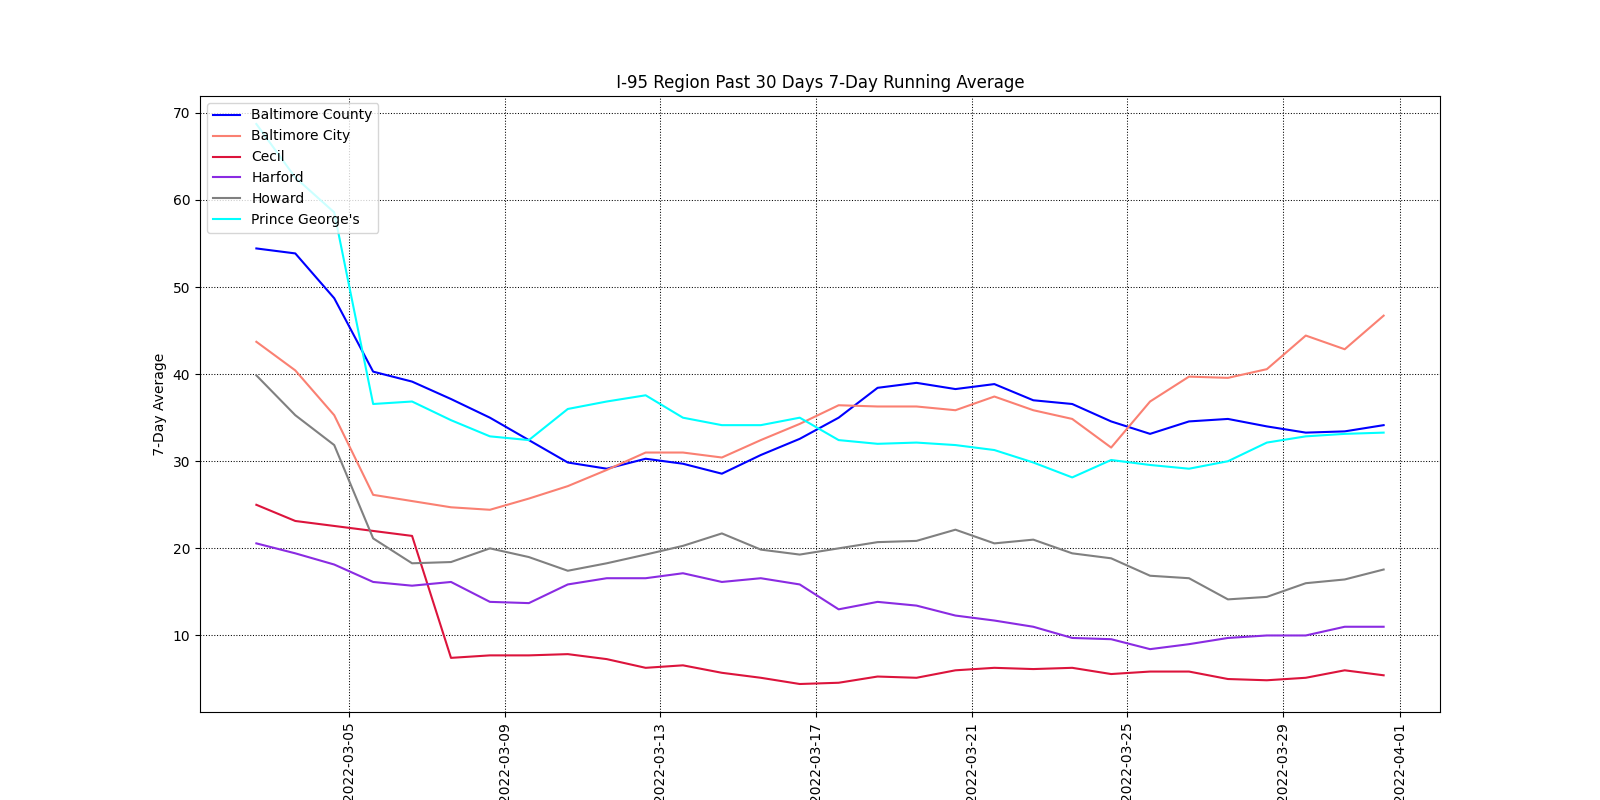 I-95 Region Past 30 Days 7-Day Running Average
Baltimore County
Baltimore City
Cecil
Harford
Howard
Prince George's
7-Day Average
70
60
50
40
30
20
10
2022-03-05
2022-03-09
2022-03-13
2022-03-17
2022-03-21
2022-03-25
2022-03-29
2022-04-01